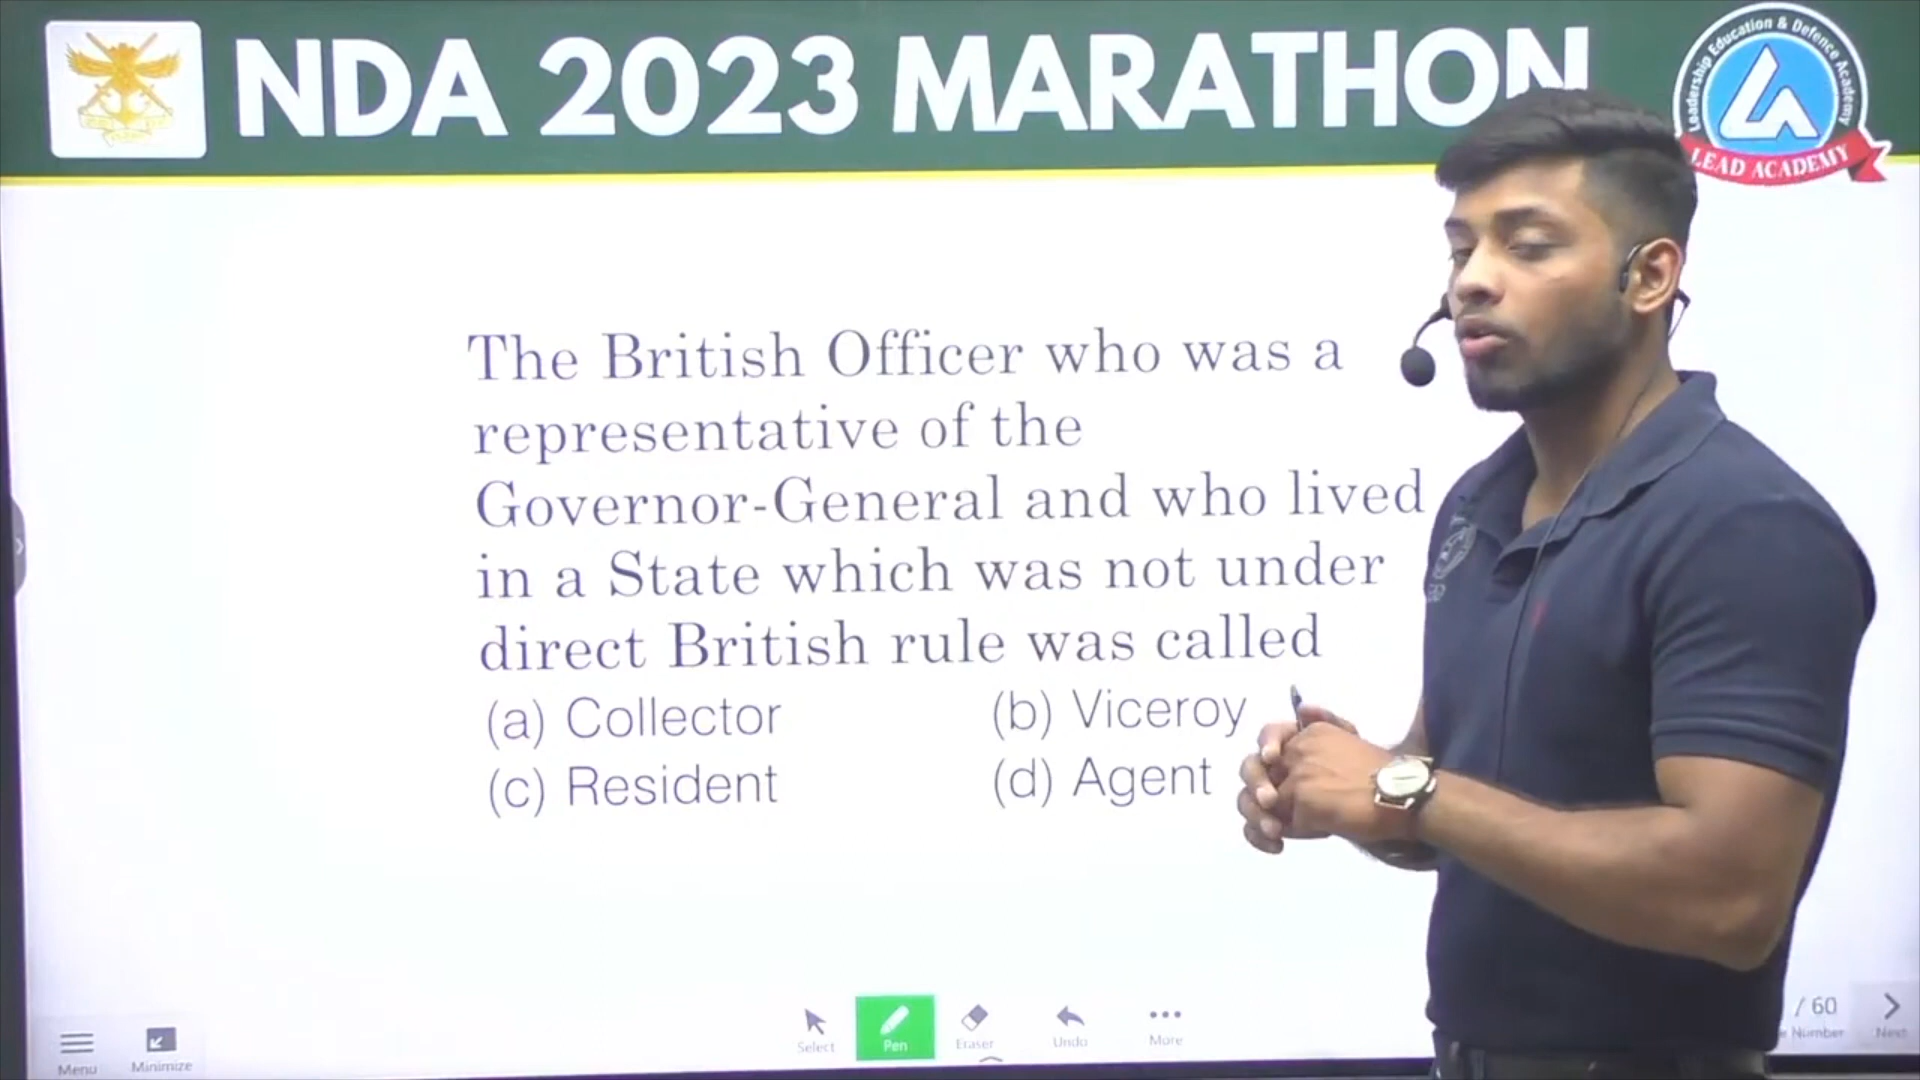 NDA 2023 MARATHON
Leadership Education & Defence Academy
LEAD ACADEMY
The British Officer who was a
representative of the
Governor-General and who lived
in a State which was not under
direct British rule was called
(a) Collector (b) Viceroy
(c) Resident (d) Agent
Menu Minimize Select Pen Eraser Undo More
/ 60
Number Next